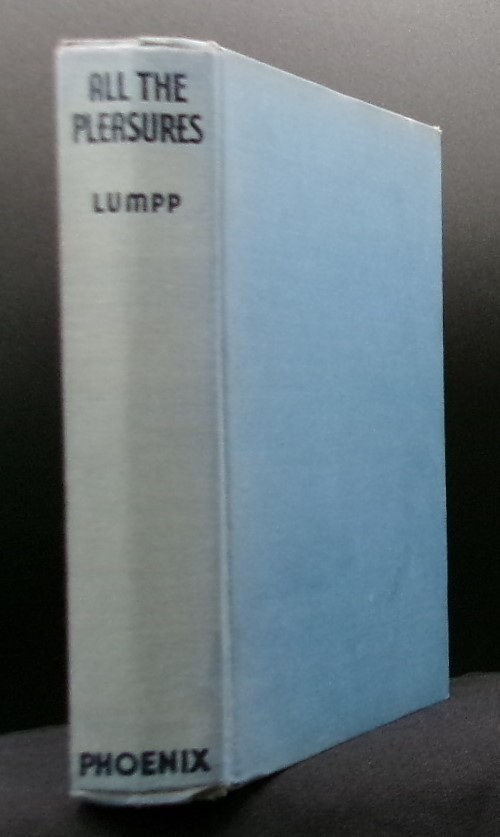 ALL THE
PLEASURES
LUMPP
PHOENIX